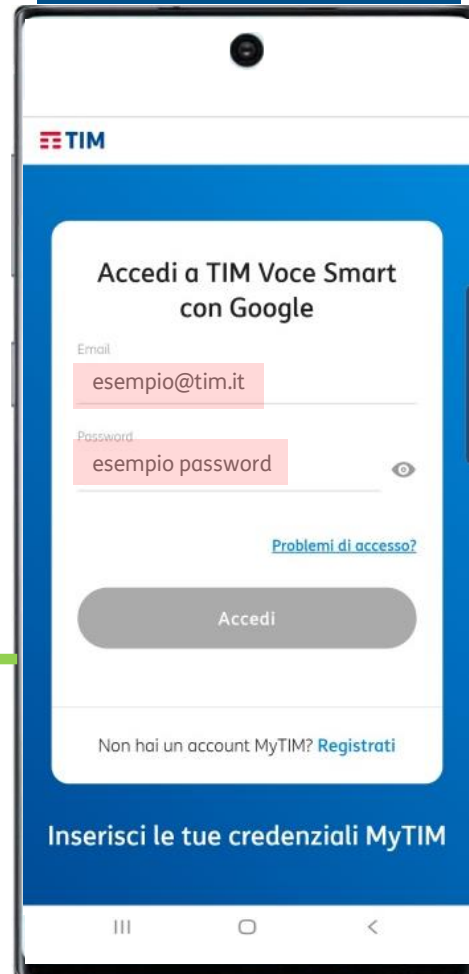 TIM
Accedi a TIM Voce Smart
con Google
Email
esempio@tim.it
Password
esempio password
Problemi di accesso?
Accedi
Non hai un account MyTIM? Registrati
Inserisci le tue credenziali MyTIM